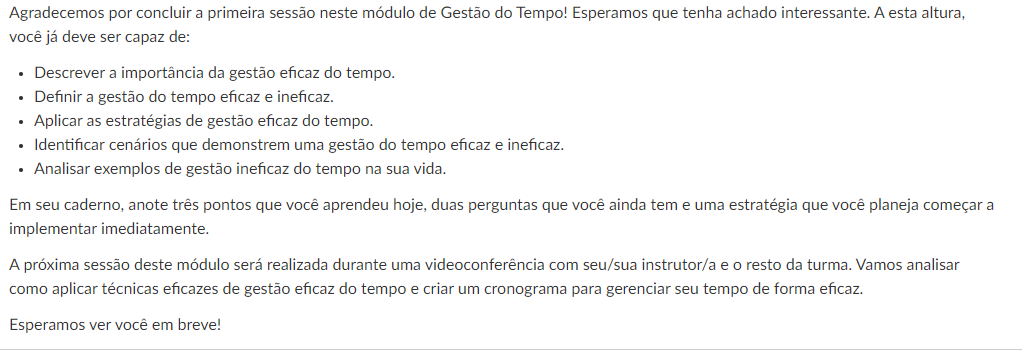 Agradecemos por concluir a primeira sessão neste módulo de Gestão do Tempo! Esperamos que tenha achado interessante. A esta altura,
você já deve ser capaz de:
• Descrever a importância da gestão eficaz do tempo.
• Definir a gestão do tempo eficaz e ineficaz.
• Aplicar as estratégias de gestão eficaz do tempo.
• Identificar cenários que demonstrem uma gestão do tempo eficaz e ineficaz.
• Analisar exemplos de gestão ineficaz do tempo na sua vida.
Em seu caderno, anote três pontos que você aprendeu hoje, duas perguntas que você ainda tem e uma estratégia que você planeja começar a
implementar imediatamente.
A próxima sessão deste módulo será realizada durante uma videoconferência com seu/sua instrutor/a e o resto da turma. Vamos analisar
como aplicar técnicas eficazes de gestão eficaz do tempo e criar um cronograma para gerenciar seu tempo de forma eficaz.
Esperamos ver você em breve!